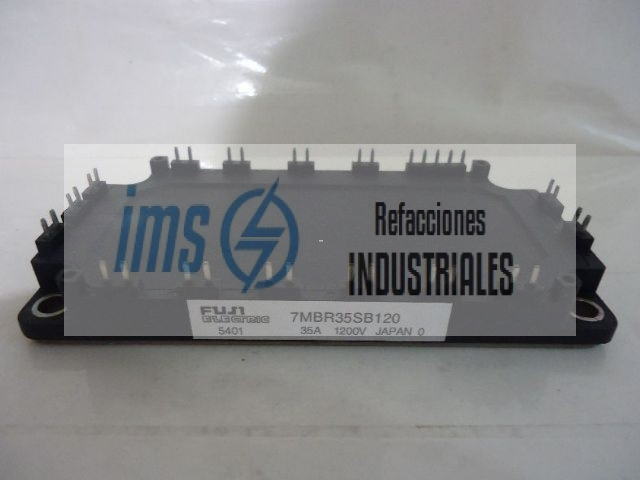 ims
Refacciones
INDUSTRIALES
FUJI
ELECTRIC
7MBR35SB120
5401
35A 1200V JAPAN 0